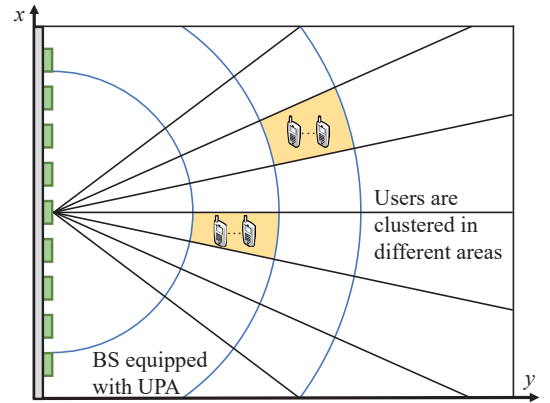 x
Users are
clustered in
different areas
BS equipped
with UPA
y